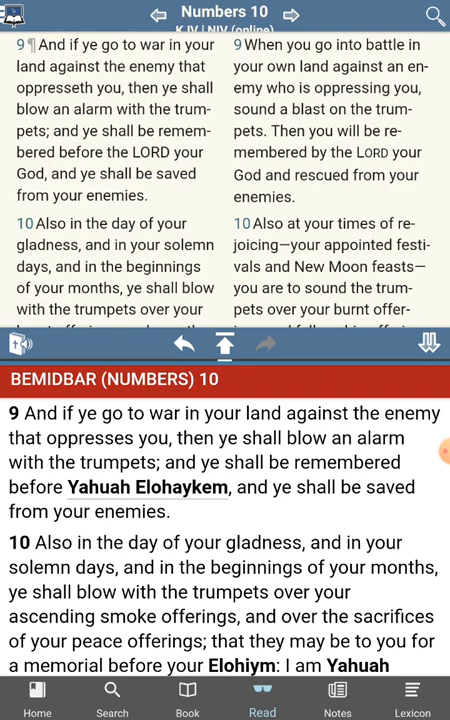 Numbers 10
KJV | NIV (online)
9 ¶ And if ye go to war in your
land against the enemy that
oppresseth you, then ye shall
blow an alarm with the trum-
pets; and ye shall be remem-
bered before the LORD your
God, and ye shall be saved
from your enemies.
10 Also in the day of your
gladness, and in your solemn
days, and in the beginnings
of your months, ye shall blow
with the trumpets over your
9 When you go into battle in
your own land against an en-
emy who is oppressing you,
sound a blast on the trum-
pets. Then you will be re-
membered by the LORD your
God and rescued from your
enemies.
10 Also at your times of re-
joicing—your appointed festi-
vals and New Moon feasts—
you are to sound the trum-
pets over your burnt offer-
BEMIDBAR (NUMBERS) 10
9 And if ye go to war in your land against the enemy
that oppresses you, then ye shall blow an alarm
with the trumpets; and ye shall be remembered
before Yahuah Elohaykem, and ye shall be saved
from your enemies.
10 Also in the day of your gladness, and in your
solemn days, and in the beginnings of your months,
ye shall blow with the trumpets over your
ascending smoke offerings, and over the sacrifices
of your peace offerings; that they may be to you for
a memorial before your Elohiym: I am Yahuah
Home Search Book Read Notes Lexicon